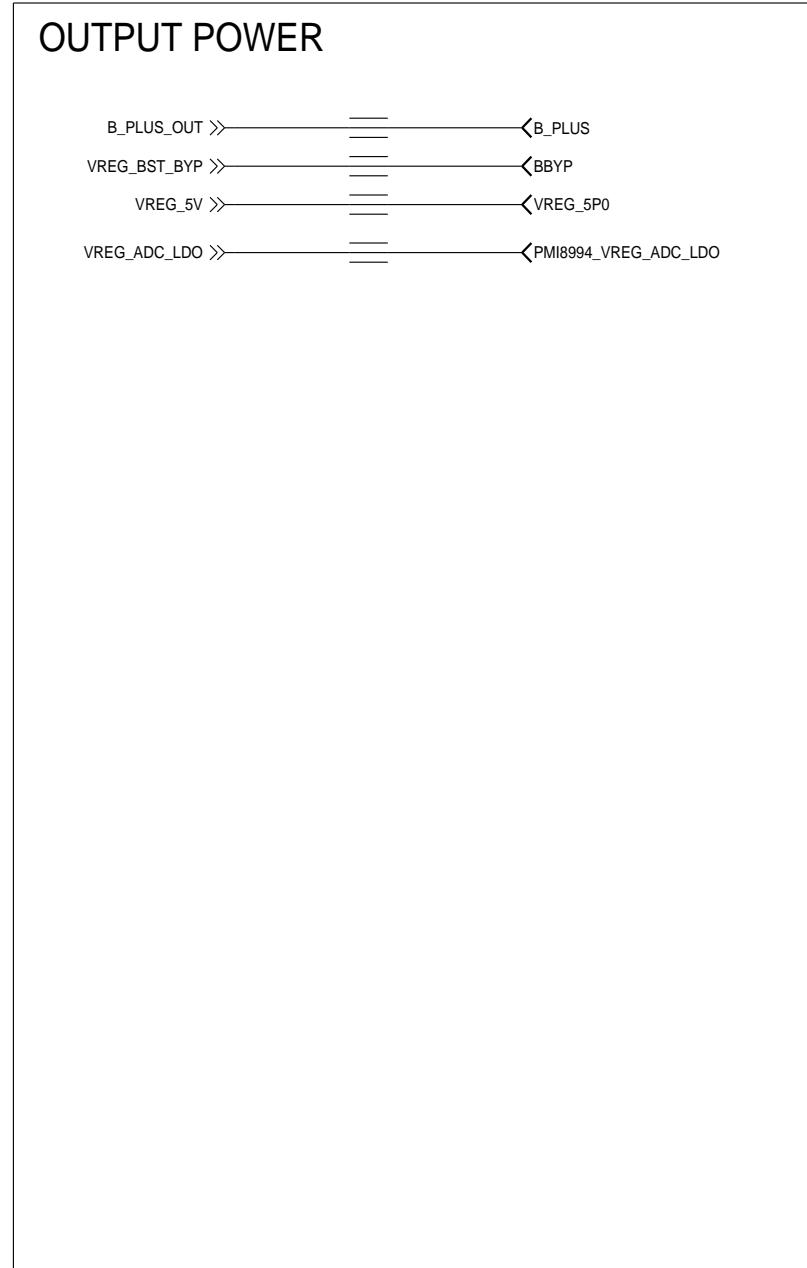 OUTPUT POWER
B_PLUS_OUT B_PLUS
VREG_BST_BYP BBYP
VREG_5V VREG_5P0
VREG_ADC_LDO PMI8994_VREG_ADC_LDO